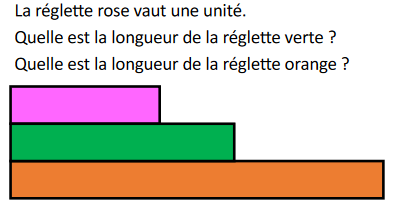 La réglette rose vaut une unité.
Quelle est la longueur de la réglette verte ?
Quelle est la longueur de la réglette orange ?